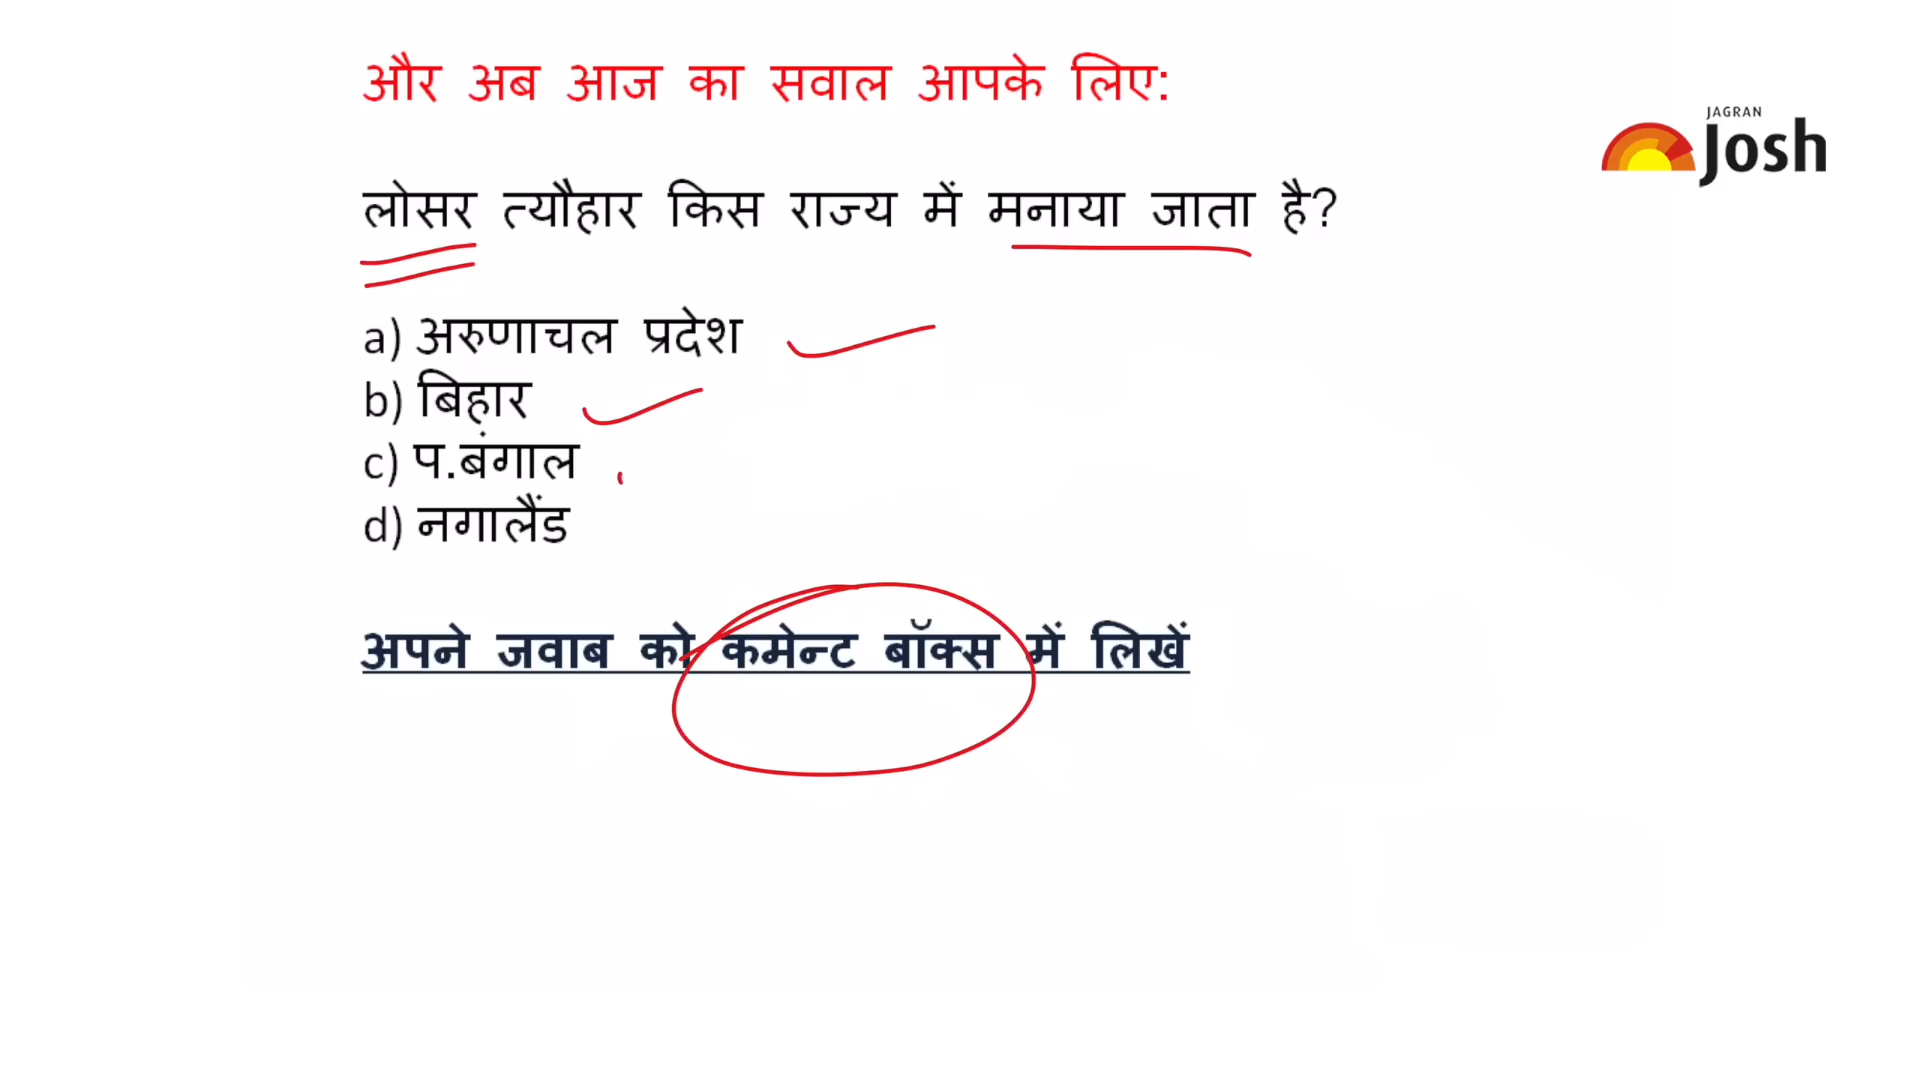 और अब आज का सवाल आपके लिए:
JAGRAN
Josh
लोसर त्यौहार किस राज्य में मनाया जाता है?
a) अरुणाचल प्रदेश
b) बिहार
c) प.बंगाल
d) नगालैंड
अपने जवाब को कमेन्ट बॉक्स में लिखें